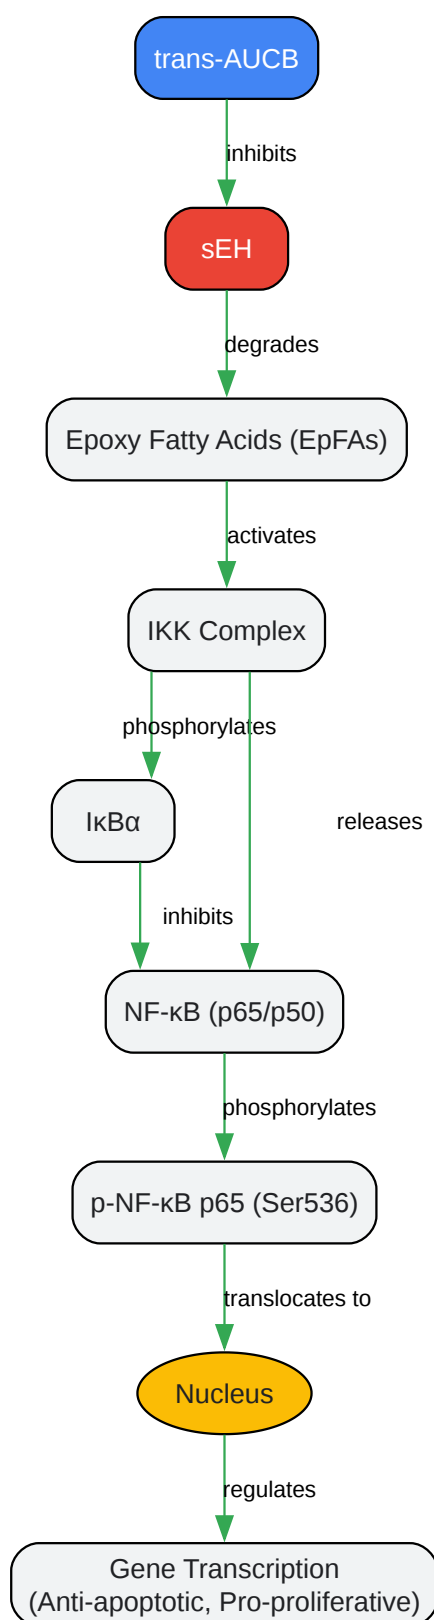 trans-AUCB
inhibits
sEH
degrades
Epoxy Fatty Acids (EpFAs)
activates
IKK Complex
phosphorylates
IκBα
releases
inhibits
NF-κB (p65/p50)
phosphorylates
p-NF-κB p65 (Ser536)
translocates to
Nucleus
regulates
Gene Transcription
(Anti-apoptotic, Pro-proliferative)